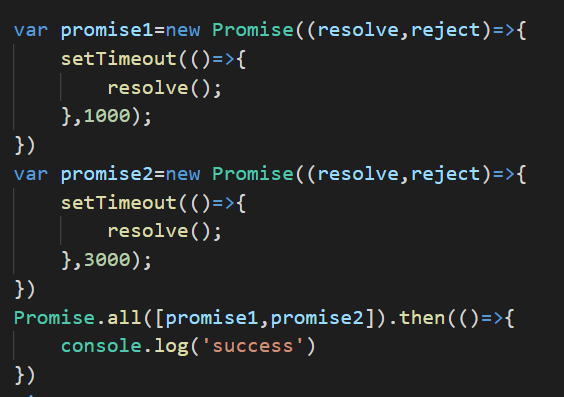 var promise1=new Promise((resolve,reject)=>{
    setTimeout(()=>{
        resolve();
    },1000);
})
var promise2=new Promise((resolve,reject)=>{
    setTimeout(()=>{
        resolve();
    },3000);
})
Promise.all([promise1,promise2]).then(()=>{
    console.log('success')
})